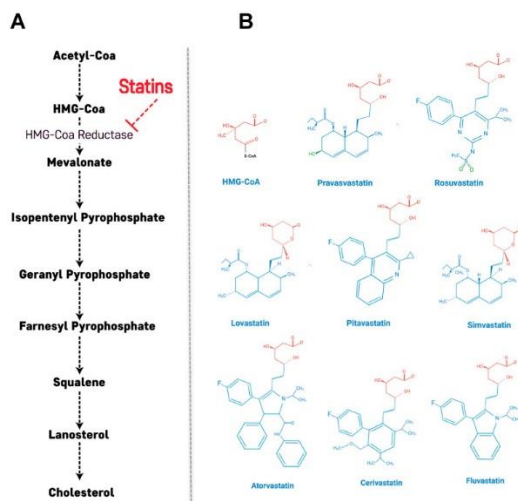 A
Acetyl-Coa
Statins
HMG-Coa
HMG-Coa Reductase
Mevalonate
Isopentenyl Pyrophosphate
Geranyl Pyrophosphate
Farnesyl Pyrophosphate
Squalene
Lanosterol
Cholesterol
B
HMG-CoA
Pravasvastatin
Rosuvastatin
Lovastatin
Pitavastatin
Simvastatin
Atorvastatin
Cerivastatin
Fluvastatin